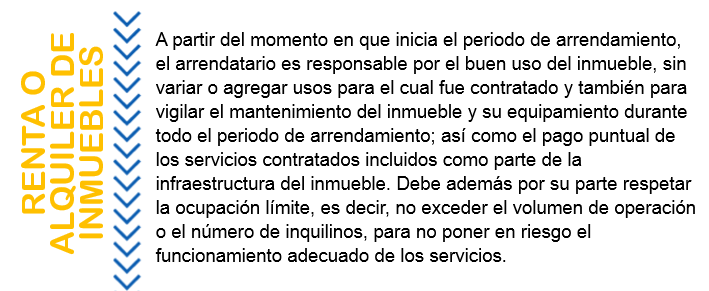 RENTA O
ALQUILER DE
INMUEBLES
A partir del momento en que inicia el periodo de arrendamiento,
el arrendatario es responsable por el buen uso del inmueble, sin
variar o agregar usos para el cual fue contratado y también para
vigilar el mantenimiento del inmueble y su equipamiento durante
todo el periodo de arrendamiento; así como el pago puntual de
los servicios contratados incluidos como parte de la
infraestructura del inmueble. Debe además por su parte respetar
la ocupación límite, es decir, no exceder el volumen de operación
o el número de inquilinos, para no poner en riesgo el
funcionamiento adecuado de los servicios.